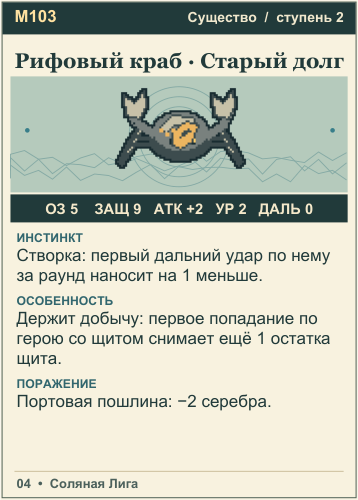 M103
Существо / ступень 2
Рифовый краб · Старый долг
ОЗ 5 ЗАЩ 9 АТК +2 УР 2 ДАЛЬ 0
ИНСТИНКТ
Створка: первый дальний удар по нему
за раунд наносит на 1 меньше.
ОСОБЕННОСТЬ
Держит добычу: первое попадание по
герою со щитом снимает ещё 1 остатка
щита.
ПОРАЖЕНИЕ
Портовая пошлина: −2 серебра.
04 • Соляная Лига